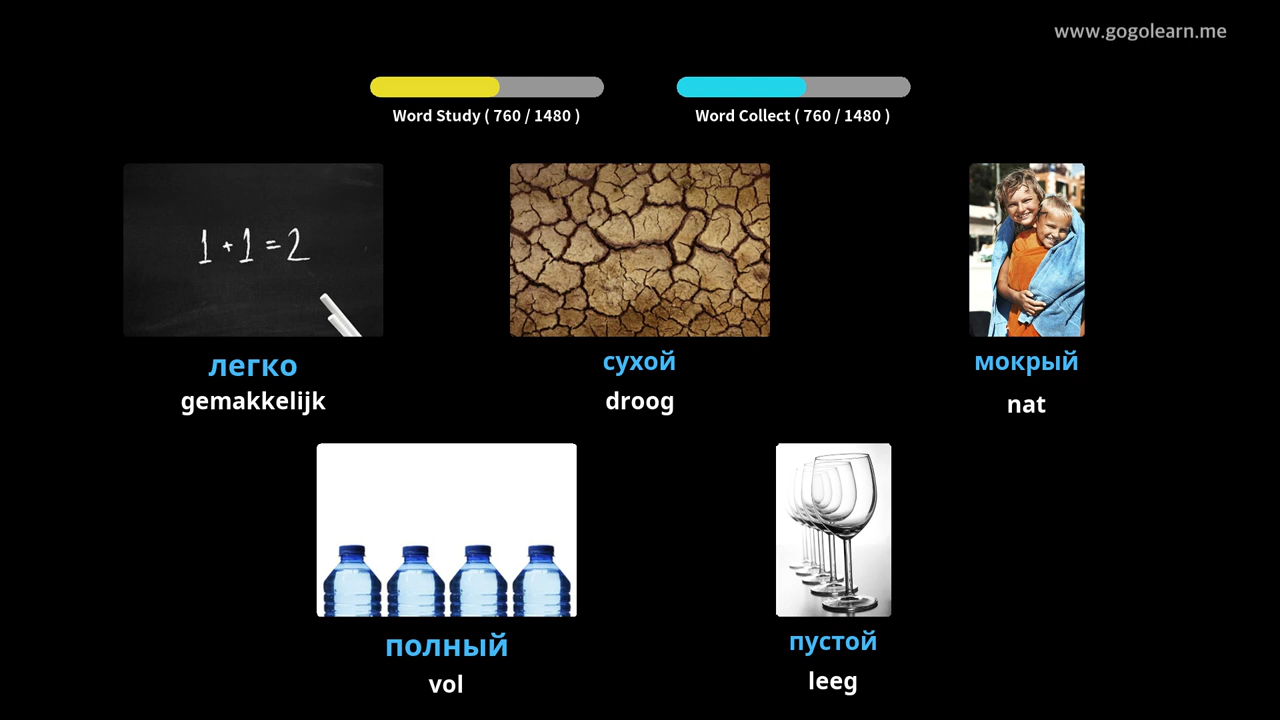 www.gogolearn.me
Word Study ( 760 / 1480 )
Word Collect ( 760 / 1480 )
1 + 1 = 2
легко
gemakkelijk
сухой
droog
мокрый
nat
полный
vol
пустой
leeg